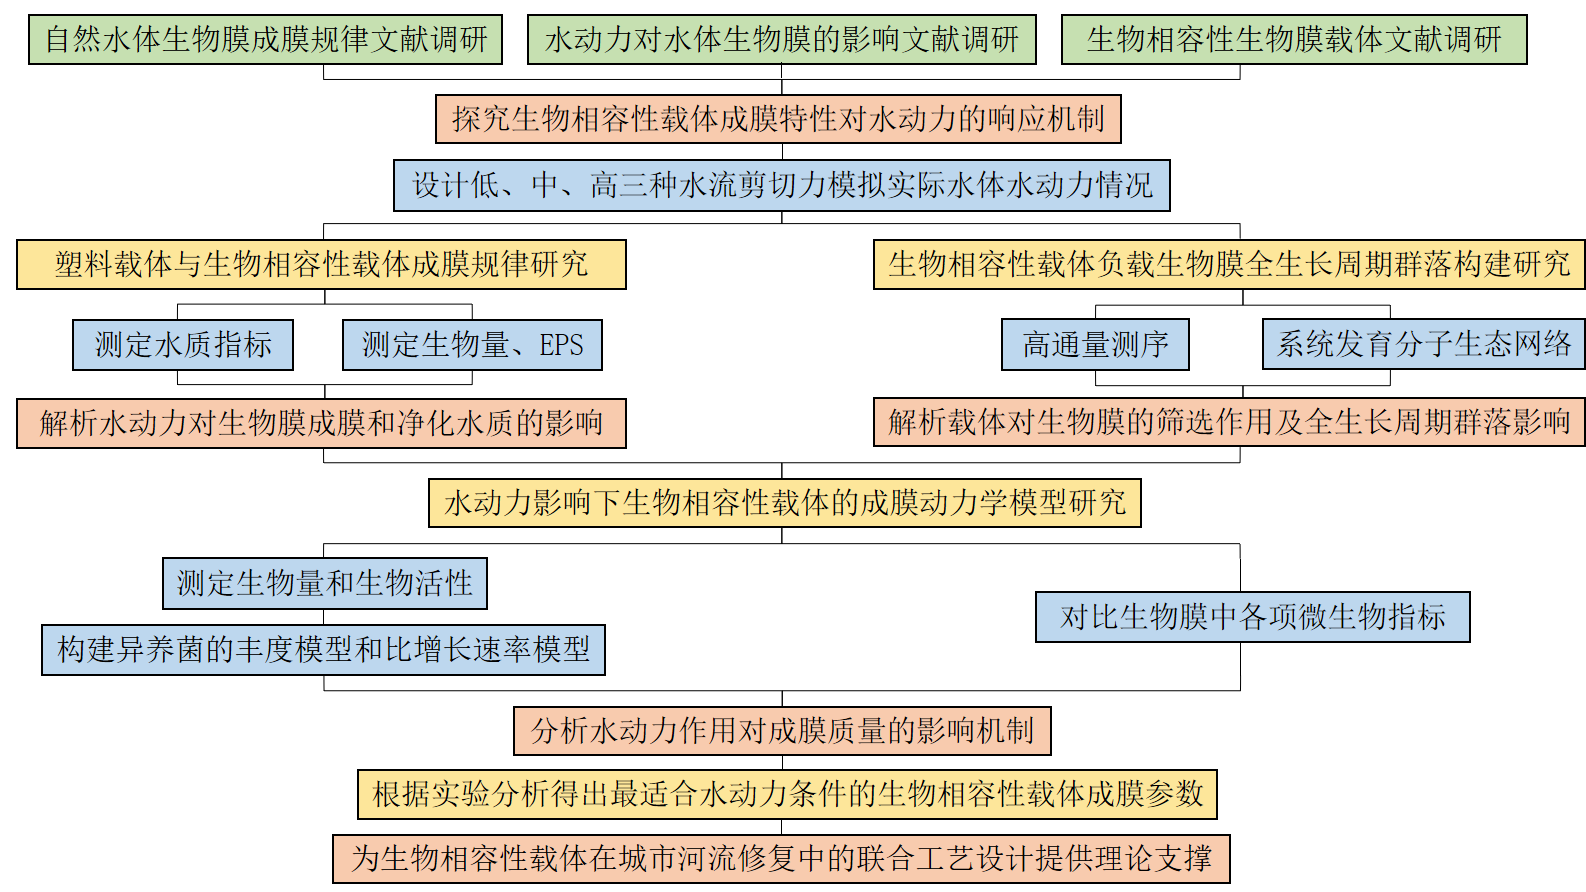 自然水体生物膜成膜规律文献调研
水动力对水体生物膜的影响文献调研
生物相容性生物膜载体文献调研
探究生物相容性载体成膜特性对水动力的响应机制
设计低、中、高三种水流剪切力模拟实际水体水动力情况
塑料载体与生物相容性载体成膜规律研究
生物相容性载体负载生物膜全生长周期群落构建研究
测定水质指标
测定生物量、EPS
高通量测序
系统发育分子生态网络
解析水动力对生物膜成膜和净化水质的影响
解析载体对生物膜的筛选作用及全生长周期群落影响
水动力影响下生物相容性载体的成膜动力学模型研究
测定生物量和生物活性
对比生物膜中各项微生物指标
构建异养菌的丰度模型和比增长速率模型
分析水动力作用对成膜质量的影响机制
根据实验分析得出最适合水动力条件的生物相容性载体成膜参数
为生物相容性载体在城市河流修复中的联合工艺设计提供理论支撑